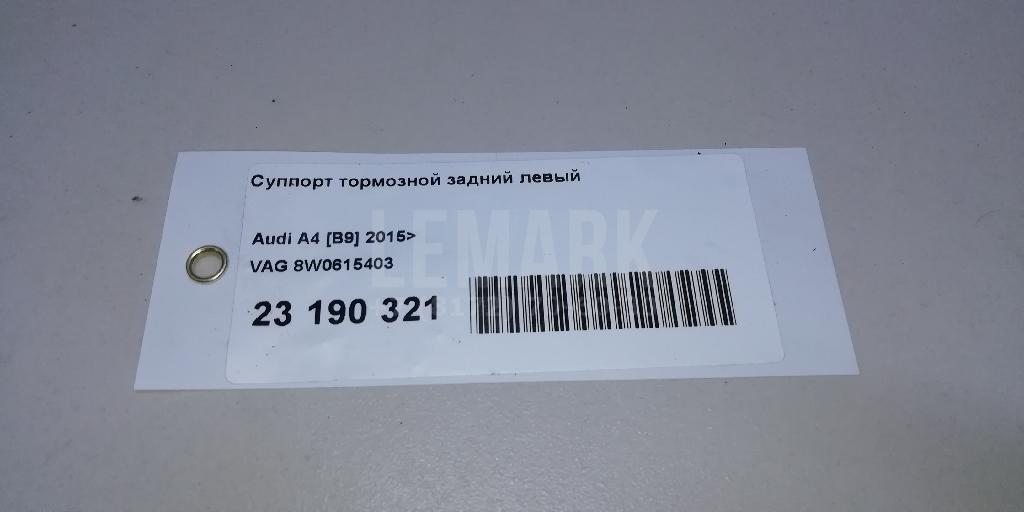 Суппорт тормозной задний левый
Audi A4 [B9] 2015>
VAG 8W0615403
23 190 321
LEMARK